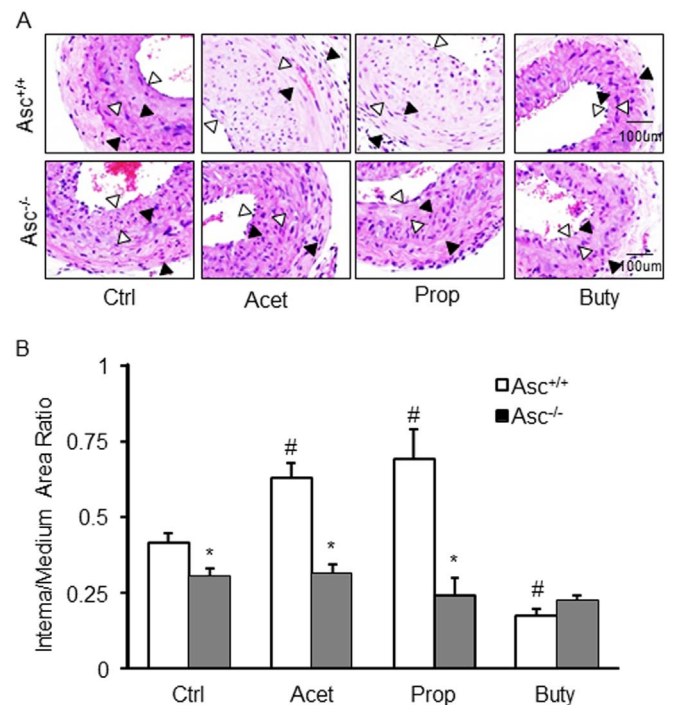 A
Asc+/+
100um
Asc-/-
100um
Ctrl Acet Prop Buty
B
Intema/Medium Area Ratio
1
0.75
0.5
0.25
0
Asc+/+
Asc-/-
# # #
* * *
Ctrl Acet Prop Buty